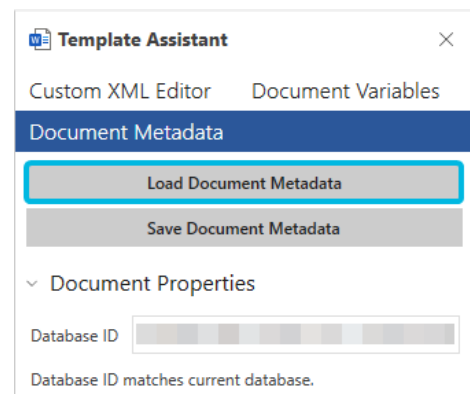 Template Assistant
Custom XML Editor Document Variables
Document Metadata
Load Document Metadata
Save Document Metadata
Document Properties
Database ID
Database ID matches current database.